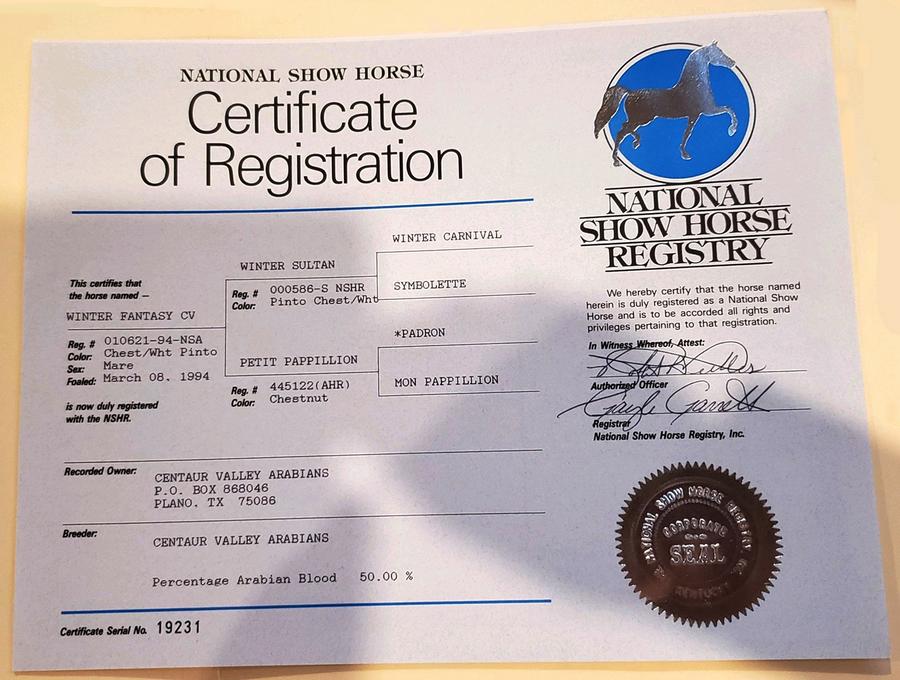 NATIONAL SHOW HORSE
Certificate
of Registration
This certifies that
the horse named —
WINTER FANTASY CV
Reg. # 010621-94-NSA
Color: Chest/Wht Pinto
Sex: Mare
Foaled: March 08, 1994
is now duly registered
with the NSHR.
WINTER SULTAN
Reg. # 000586-S NSHR
Color: Pinto Chest/Wht
PETIT PAPPILLION
Reg. # 445122(AHR)
Color: Chestnut
WINTER CARNIVAL
SYMBOLETTE
*PADRON
MON PAPPILLION
Recorded Owner: CENTAUR VALLEY ARABIANS
P.O. BOX 868046
PLANO, TX 75086
Breeder: CENTAUR VALLEY ARABIANS
Percentage Arabian Blood 50.00 %
Certificate Serial No. 19231
NATIONAL
SHOW HORSE
REGISTRY
We hereby certify that the horse named
herein is duly registered as a National Show
Horse and is to be accorded all rights and
privileges pertaining to that registration.
In Witness Whereof, Attest:
Authorized Officer
Gayle Garrett
Registrar
National Show Horse Registry, Inc.
NATIONAL SHOW HORSE REGISTRY
CORPORATE
SEAL
KENTUCKY